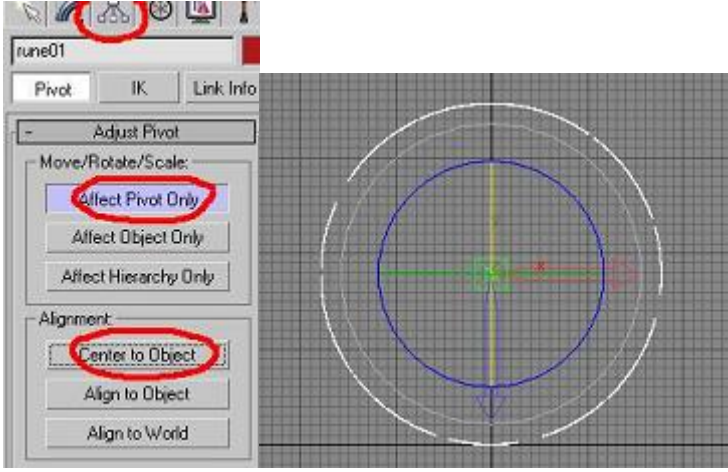 rune01
Pivot IK Link Info
- Adjust Pivot
Move/Rotate/Scale:
Affect Pivot Only
Affect Object Only
Affect Hierarchy Only
Alignment:
Center to Object
Align to Object
Align to World
x